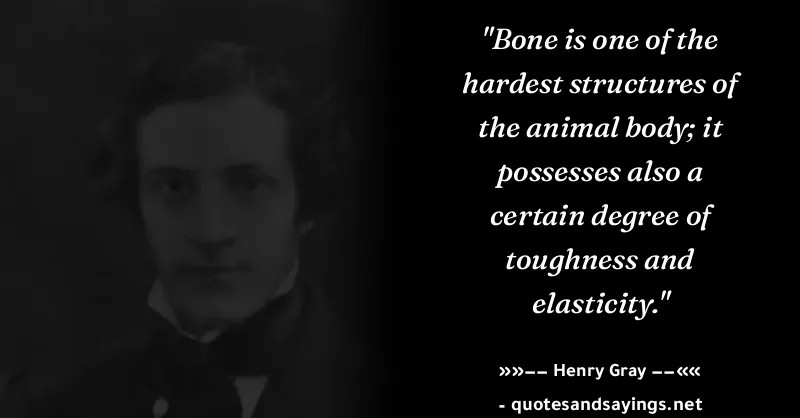 "Bone is one of the
hardest structures of
the animal body; it
possesses also a
certain degree of
toughness and
elasticity."
»»–– Henry Gray ––««
- quotesandsayings.net